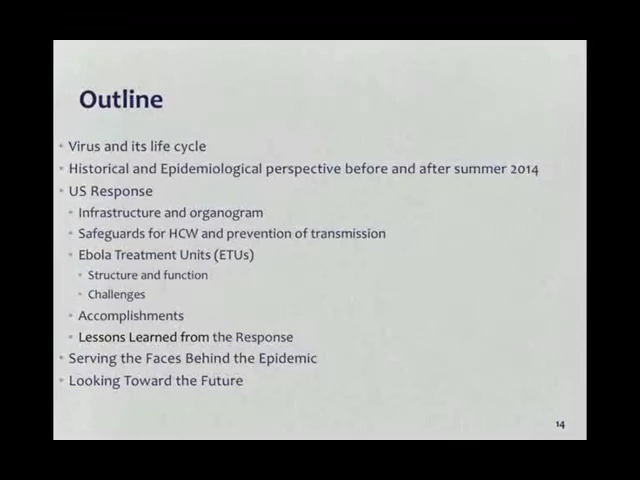 Outline
• Virus and its life cycle
• Historical and Epidemiological perspective before and after summer 2014
• US Response
• Infrastructure and organogram
• Safeguards for HCW and prevention of transmission
• Ebola Treatment Units (ETUs)
• Structure and function
• Challenges
• Accomplishments
• Lessons Learned from the Response
• Serving the Faces Behind the Epidemic
• Looking Toward the Future
14